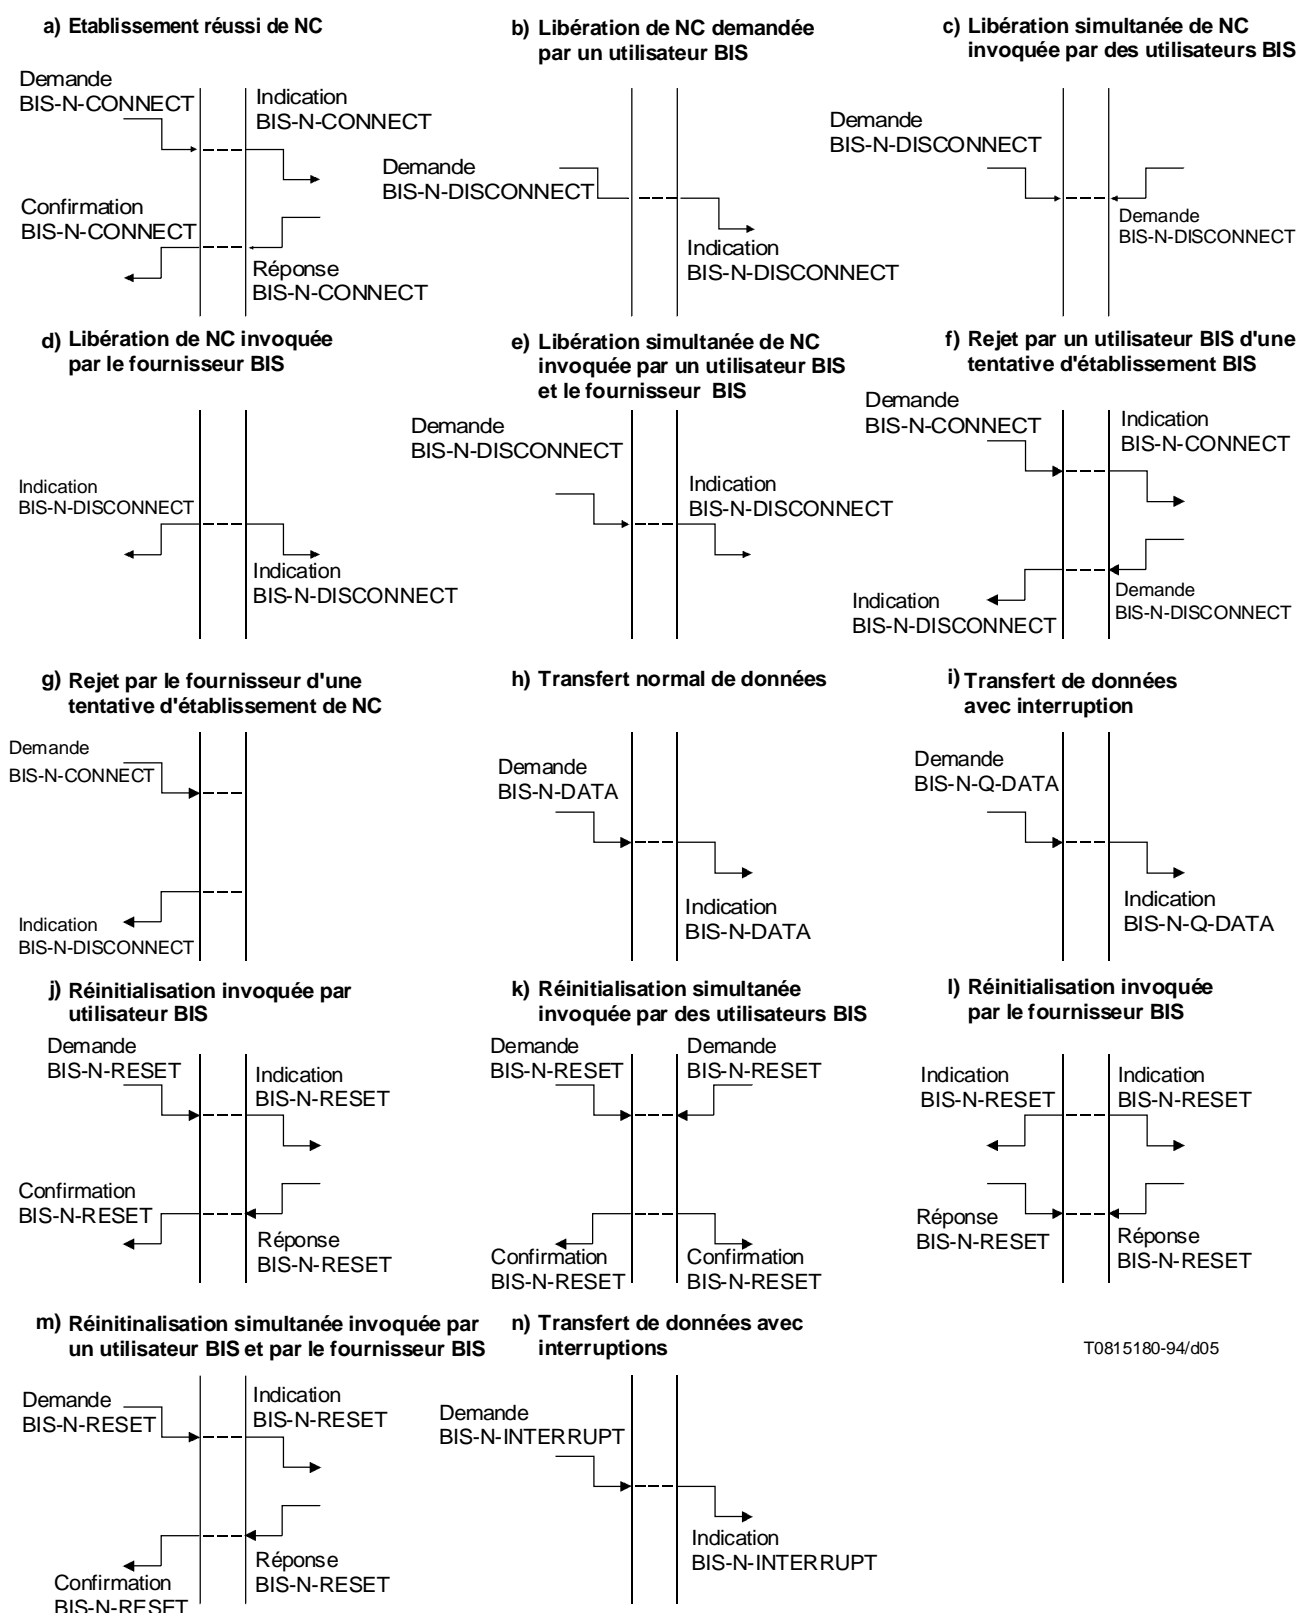 a) Etablissement réussi de NC
Demande
BIS-N-CONNECT
Indication
BIS-N-CONNECT
Confirmation
BIS-N-CONNECT
Réponse
BIS-N-CONNECT
b) Libération de NC demandée
par un utilisateur BIS
Demande
BIS-N-DISCONNECT
Indication
BIS-N-DISCONNECT
c) Libération simultanée de NC
invoquée par des utilisateurs BIS
Demande
BIS-N-DISCONNECT
Demande
BIS-N-DISCONNECT
d) Libération de NC invoquée
par le fournisseur BIS
Indication
BIS-N-DISCONNECT
Indication
BIS-N-DISCONNECT
e) Libération simultanée de NC
invoquée par un utilisateur BIS
et le fournisseur BIS
Demande
BIS-N-DISCONNECT
Indication
BIS-N-DISCONNECT
f) Rejet par un utilisateur BIS d'une
tentative d'établissement BIS
Demande
BIS-N-CONNECT
Indication
BIS-N-CONNECT
Indication
BIS-N-DISCONNECT
Demande
BIS-N-DISCONNECT
g) Rejet par le fournisseur d'une
tentative d'établissement de NC
Demande
BIS-N-CONNECT
Indication
BIS-N-DISCONNECT
h) Transfert normal de données
Demande
BIS-N-DATA
Indication
BIS-N-DATA
i) Transfert de données
avec interruption
Demande
BIS-N-Q-DATA
Indication
BIS-N-Q-DATA
j) Réinitialisation invoquée par
utilisateur BIS
Demande
BIS-N-RESET
Indication
BIS-N-RESET
Confirmation
BIS-N-RESET
Réponse
BIS-N-RESET
k) Réinitialisation simultanée
invoquée par des utilisateurs BIS
Demande
BIS-N-RESET
Demande
BIS-N-RESET
Confirmation
BIS-N-RESET
Confirmation
BIS-N-RESET
l) Réinitialisation invoquée
par le fournisseur BIS
Indication
BIS-N-RESET
Indication
BIS-N-RESET
Réponse
BIS-N-RESET
Réponse
BIS-N-RESET
m) Réinitinalisation simultanée invoquée par
un utilisateur BIS et par le fournisseur BIS
Demande
BIS-N-RESET
Indication
BIS-N-RESET
Réponse
BIS-N-RESET
Confirmation
BIS-N-RESET
n) Transfert de données avec
interruptions
Demande
BIS-N-INTERRUPT
Indication
BIS-N-INTERRUPT
T0815180-94/d05